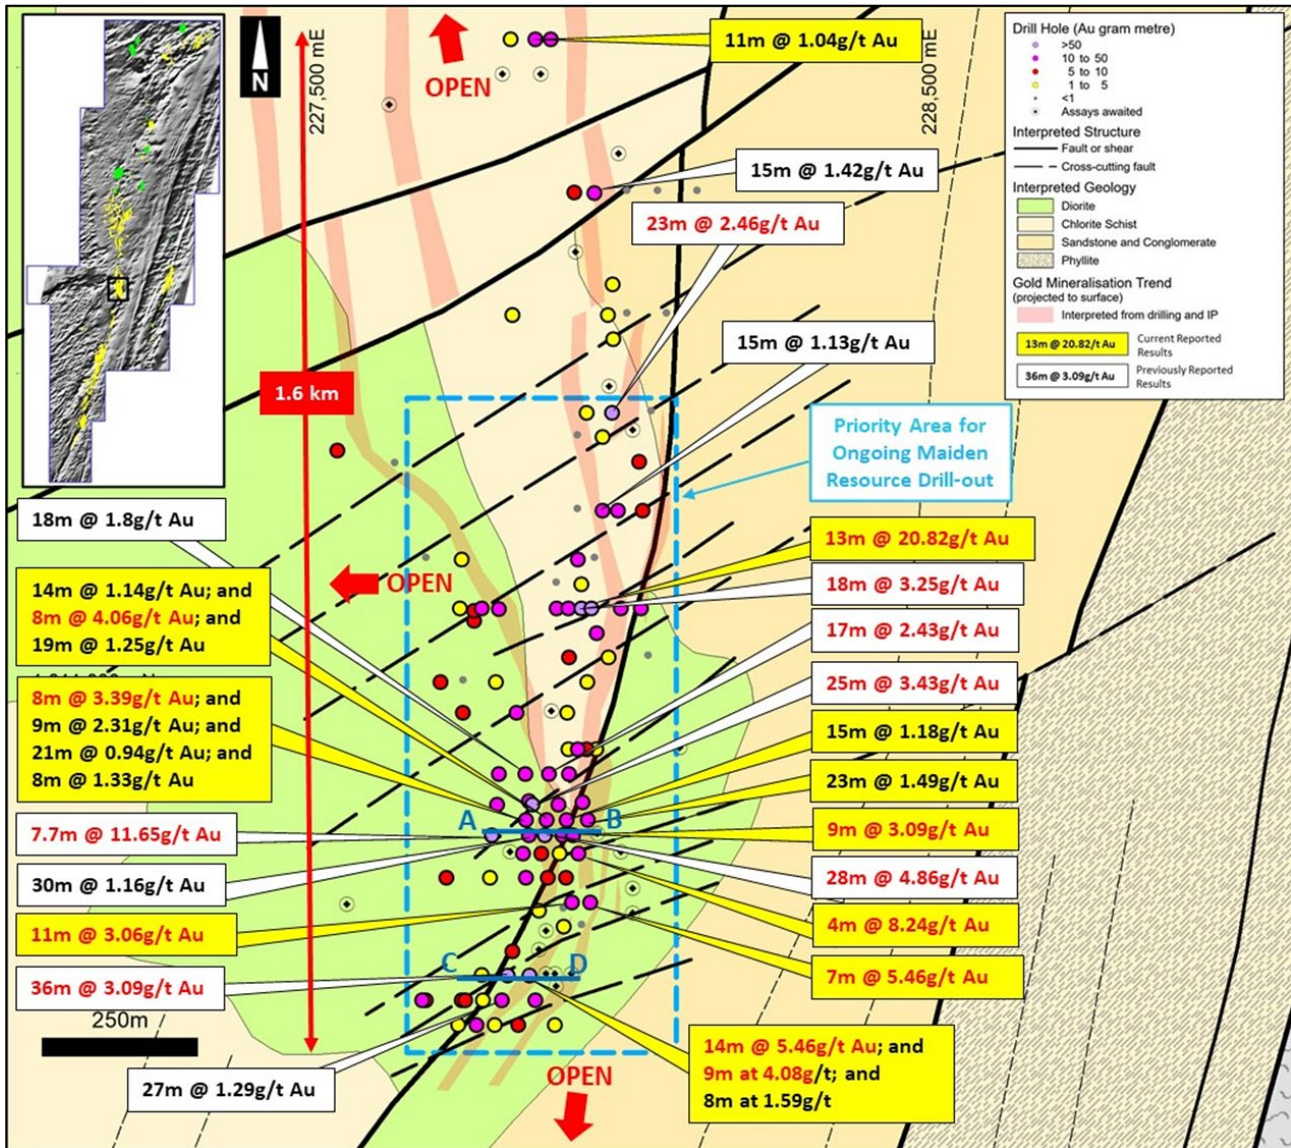 N
OPEN
227,500 mE
228,500 mE
11m @ 1.04g/t Au
15m @ 1.42g/t Au
23m @ 2.46g/t Au
15m @ 1.13g/t Au
1.6 km
Priority Area for
Ongoing Maiden
Resource Drill-out
OPEN
18m @ 1.8g/t Au
14m @ 1.14g/t Au; and
8m @ 4.06g/t Au; and
19m @ 1.25g/t Au
8m @ 3.39g/t Au; and
9m @ 2.31g/t Au; and
21m @ 0.94g/t Au; and
8m @ 1.33g/t Au
7.7m @ 11.65g/t Au
30m @ 1.16g/t Au
11m @ 3.06g/t Au
36m @ 3.09g/t Au
250m
27m @ 1.29g/t Au
A
B
C
D
13m @ 20.82g/t Au
18m @ 3.25g/t Au
17m @ 2.43g/t Au
25m @ 3.43g/t Au
15m @ 1.18g/t Au
23m @ 1.49g/t Au
9m @ 3.09g/t Au
28m @ 4.86g/t Au
4m @ 8.24g/t Au
7m @ 5.46g/t Au
14m @ 5.46g/t Au; and
9m at 4.08g/t; and
8m at 1.59g/t
OPEN
Drill Hole (Au gram metre)
>50
10 to 50
5 to 10
1 to 5
<1
Assays awaited
Interpreted Structure
Fault or shear
Cross-cutting fault
Interpreted Geology
Diorite
Chlorite Schist
Sandstone and Conglomerate
Phyllite
Gold Mineralisation Trend
(projected to surface)
Interpreted from drilling and IP
13m @ 20.82/t Au
Current Reported
Results
36m @ 3.09g/t Au
Previously Reported
Results